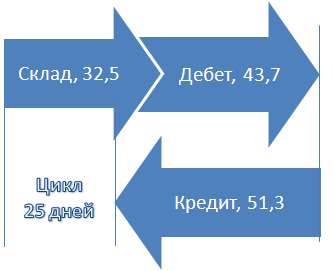 Склад, 32,5
Дебет, 43,7
Кредит, 51,3
Цикл
25 дней